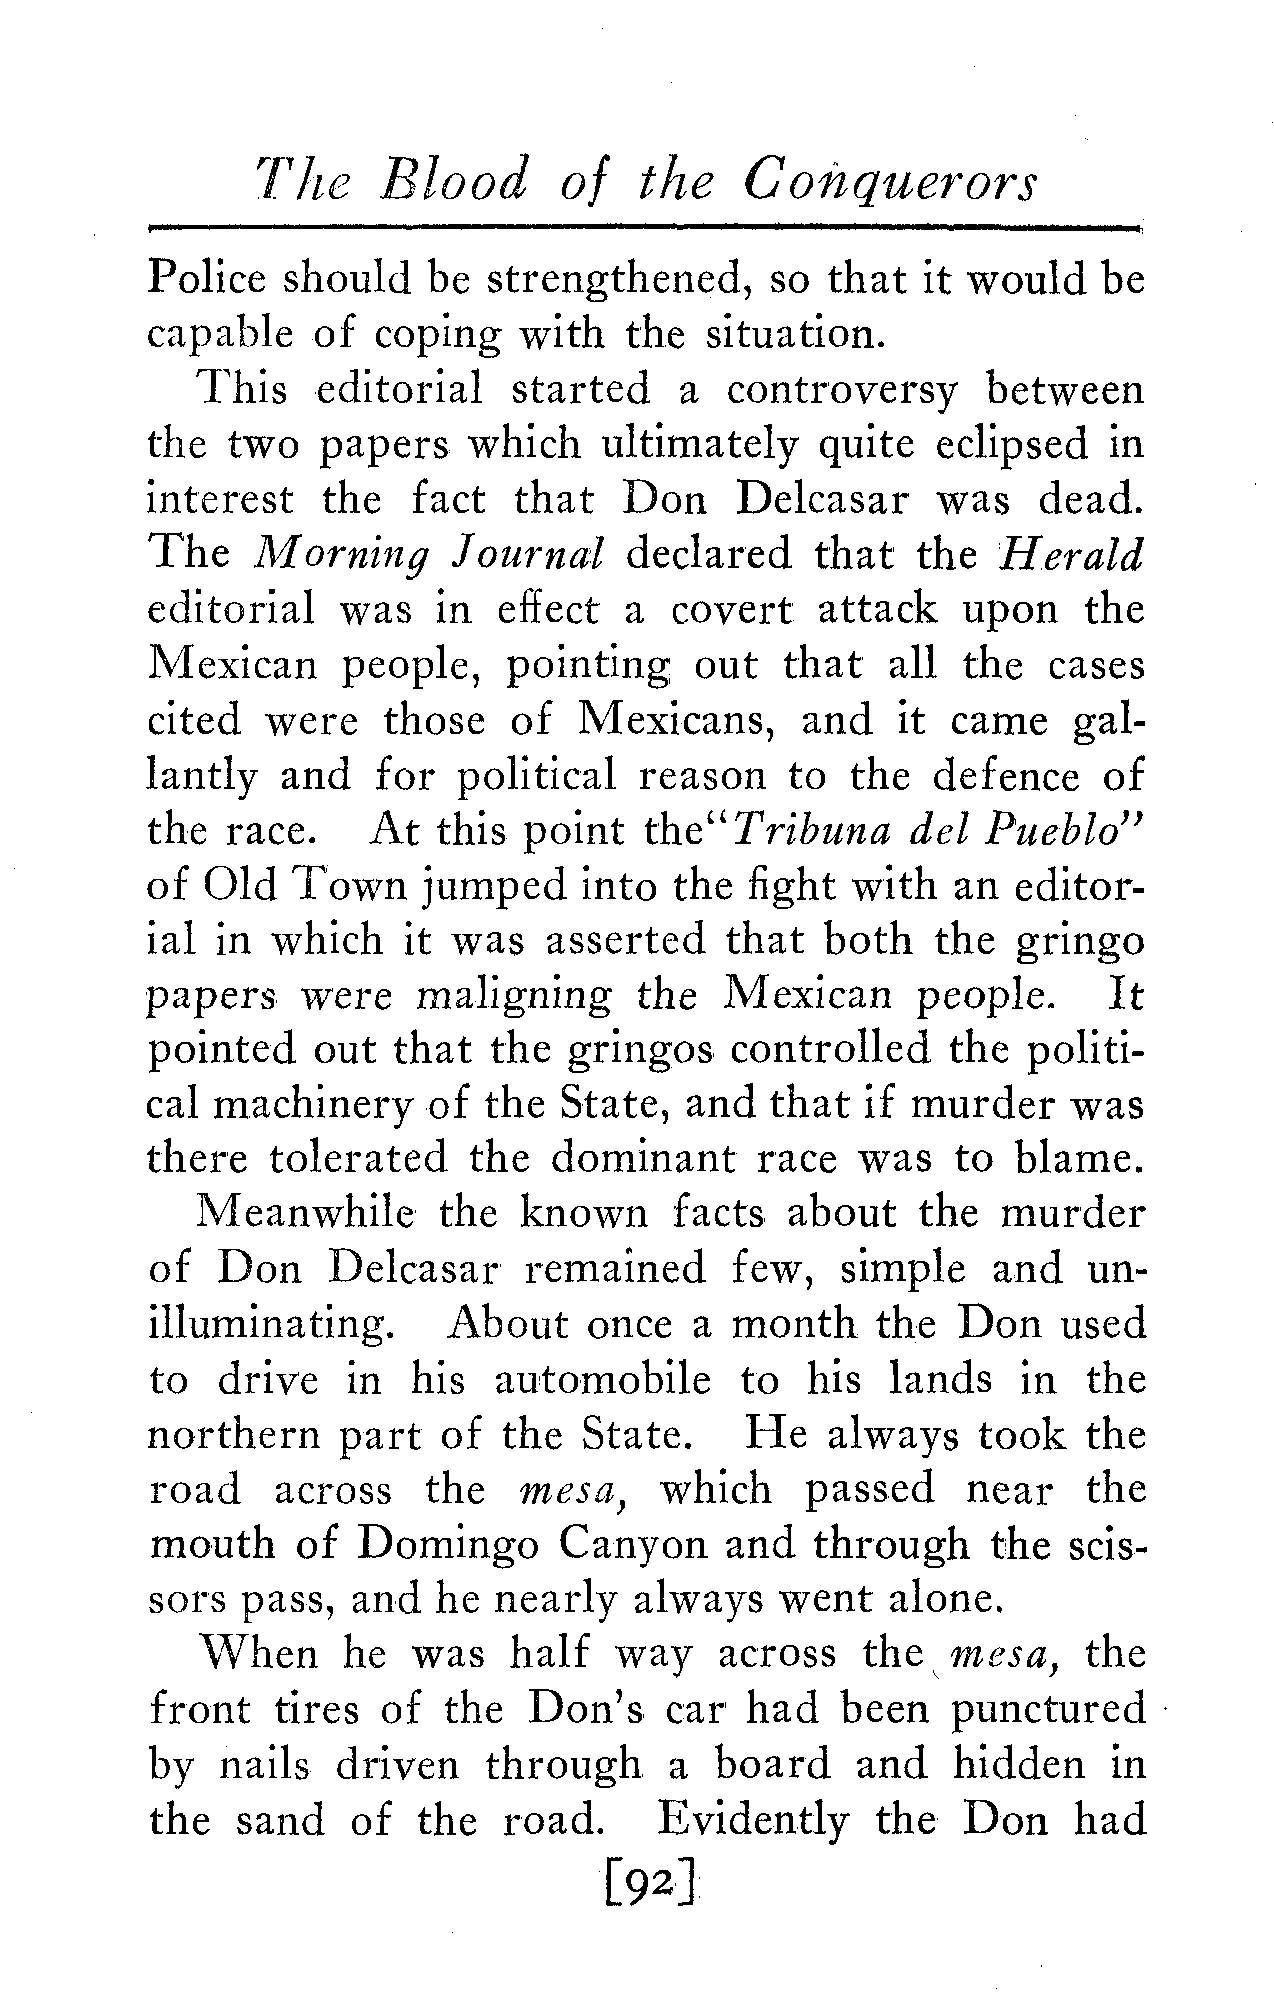 The Blood of the Conquerors
Police should be strengthened, so that it would be
capable of coping with the situation.
This editorial started a controversy between
the two papers which ultimately quite eclipsed in
interest the fact that Don Delcasar was dead.
The Morning Journal declared that the Herald
editorial was in effect a covert attack upon the
Mexican people, pointing out that all the cases
cited were those of Mexicans, and it came gal-
lantly and for political reason to the defence of
the race. At this point the“Tribuna del Pueblo”
of Old Town jumped into the fight with an editor-
ial in which it was asserted that both the gringo
papers were maligning the Mexican people. It
pointed out that the gringos controlled the politi-
cal machinery of the State, and that if murder was
there tolerated the dominant race was to blame.
Meanwhile the known facts about the murder
of Don Delcasar remained few, simple and un-
illuminating. About once a month the Don used
to drive in his automobile to his lands in the
northern part of the State. He always took the
road across the mesa, which passed near the
mouth of Domingo Canyon and through the scis-
sors pass, and he nearly always went alone.
When he was half way across the mesa, the
front tires of the Don's car had been punctured
by nails driven through a board and hidden in
the sand of the road. Evidently the Don had
[92]